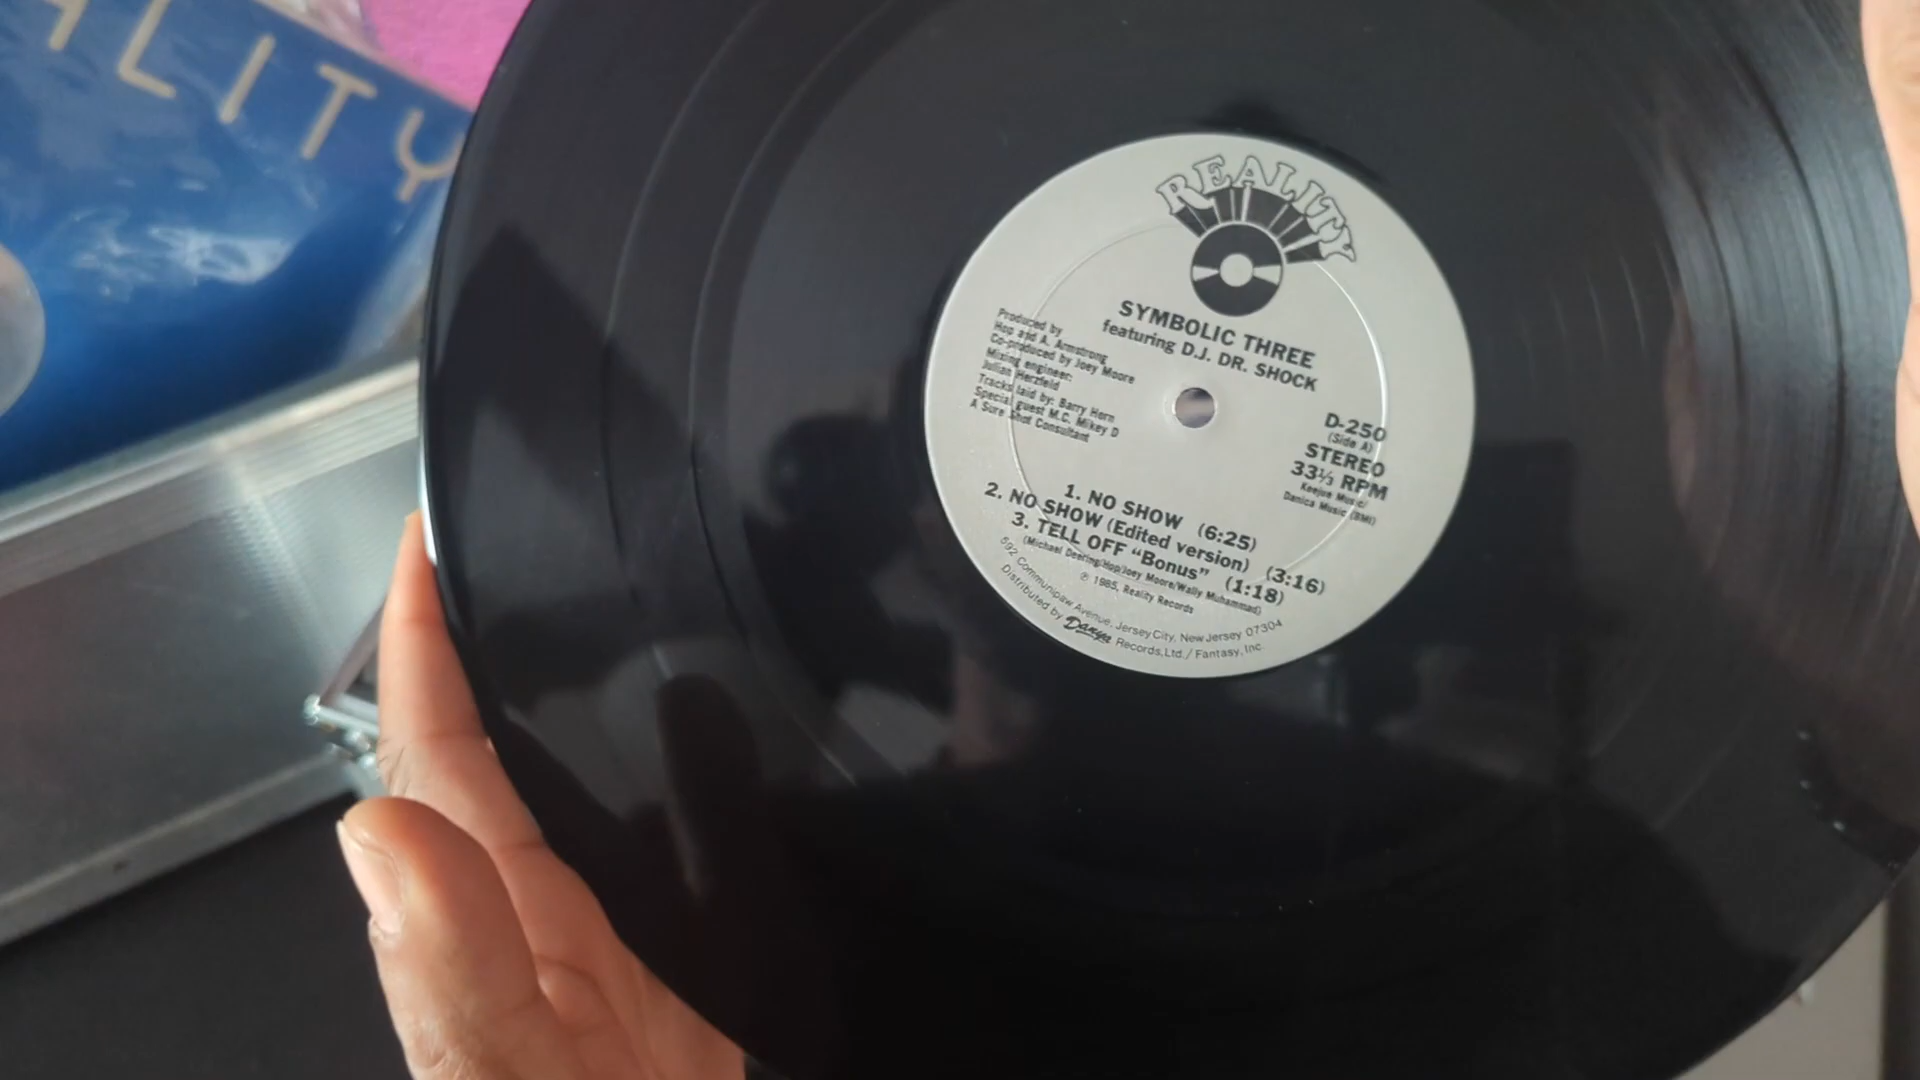 ALITY
REALITY
SYMBOLIC THREE
featuring D.J. DR. SHOCK
Produced by
Hop and A. Armstrong
Co-produced by Joey Moore
Mixing engineer:
Julian Herzfeld
Tracks laid by: Barry Horn
Special guest M.C. Mikey D
A Sure Shot Consultant
D-250
(Side A)
STEREO
33⅓ RPM
Keejue Music/
Danica Music (BMI)
1. NO SHOW (6:25)
2. NO SHOW (Edited version) (3:16)
3. TELL OFF “Bonus” (1:18)
(Michael Deering/Hop/Joey Moore/Wally Muhammad)
℗ 1985, Reality Records
592 Communipaw Avenue, Jersey City, New Jersey 07304
Distributed by Danya Records, Ltd./ Fantasy, Inc.